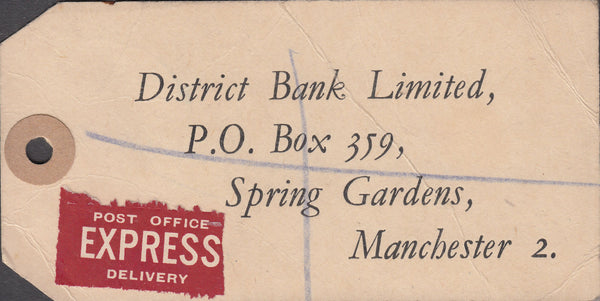 District Bank Limited,
P.O. Box 359,
Spring Gardens,
Manchester 2.
POST OFFICE
EXPRESS
DELIVERY